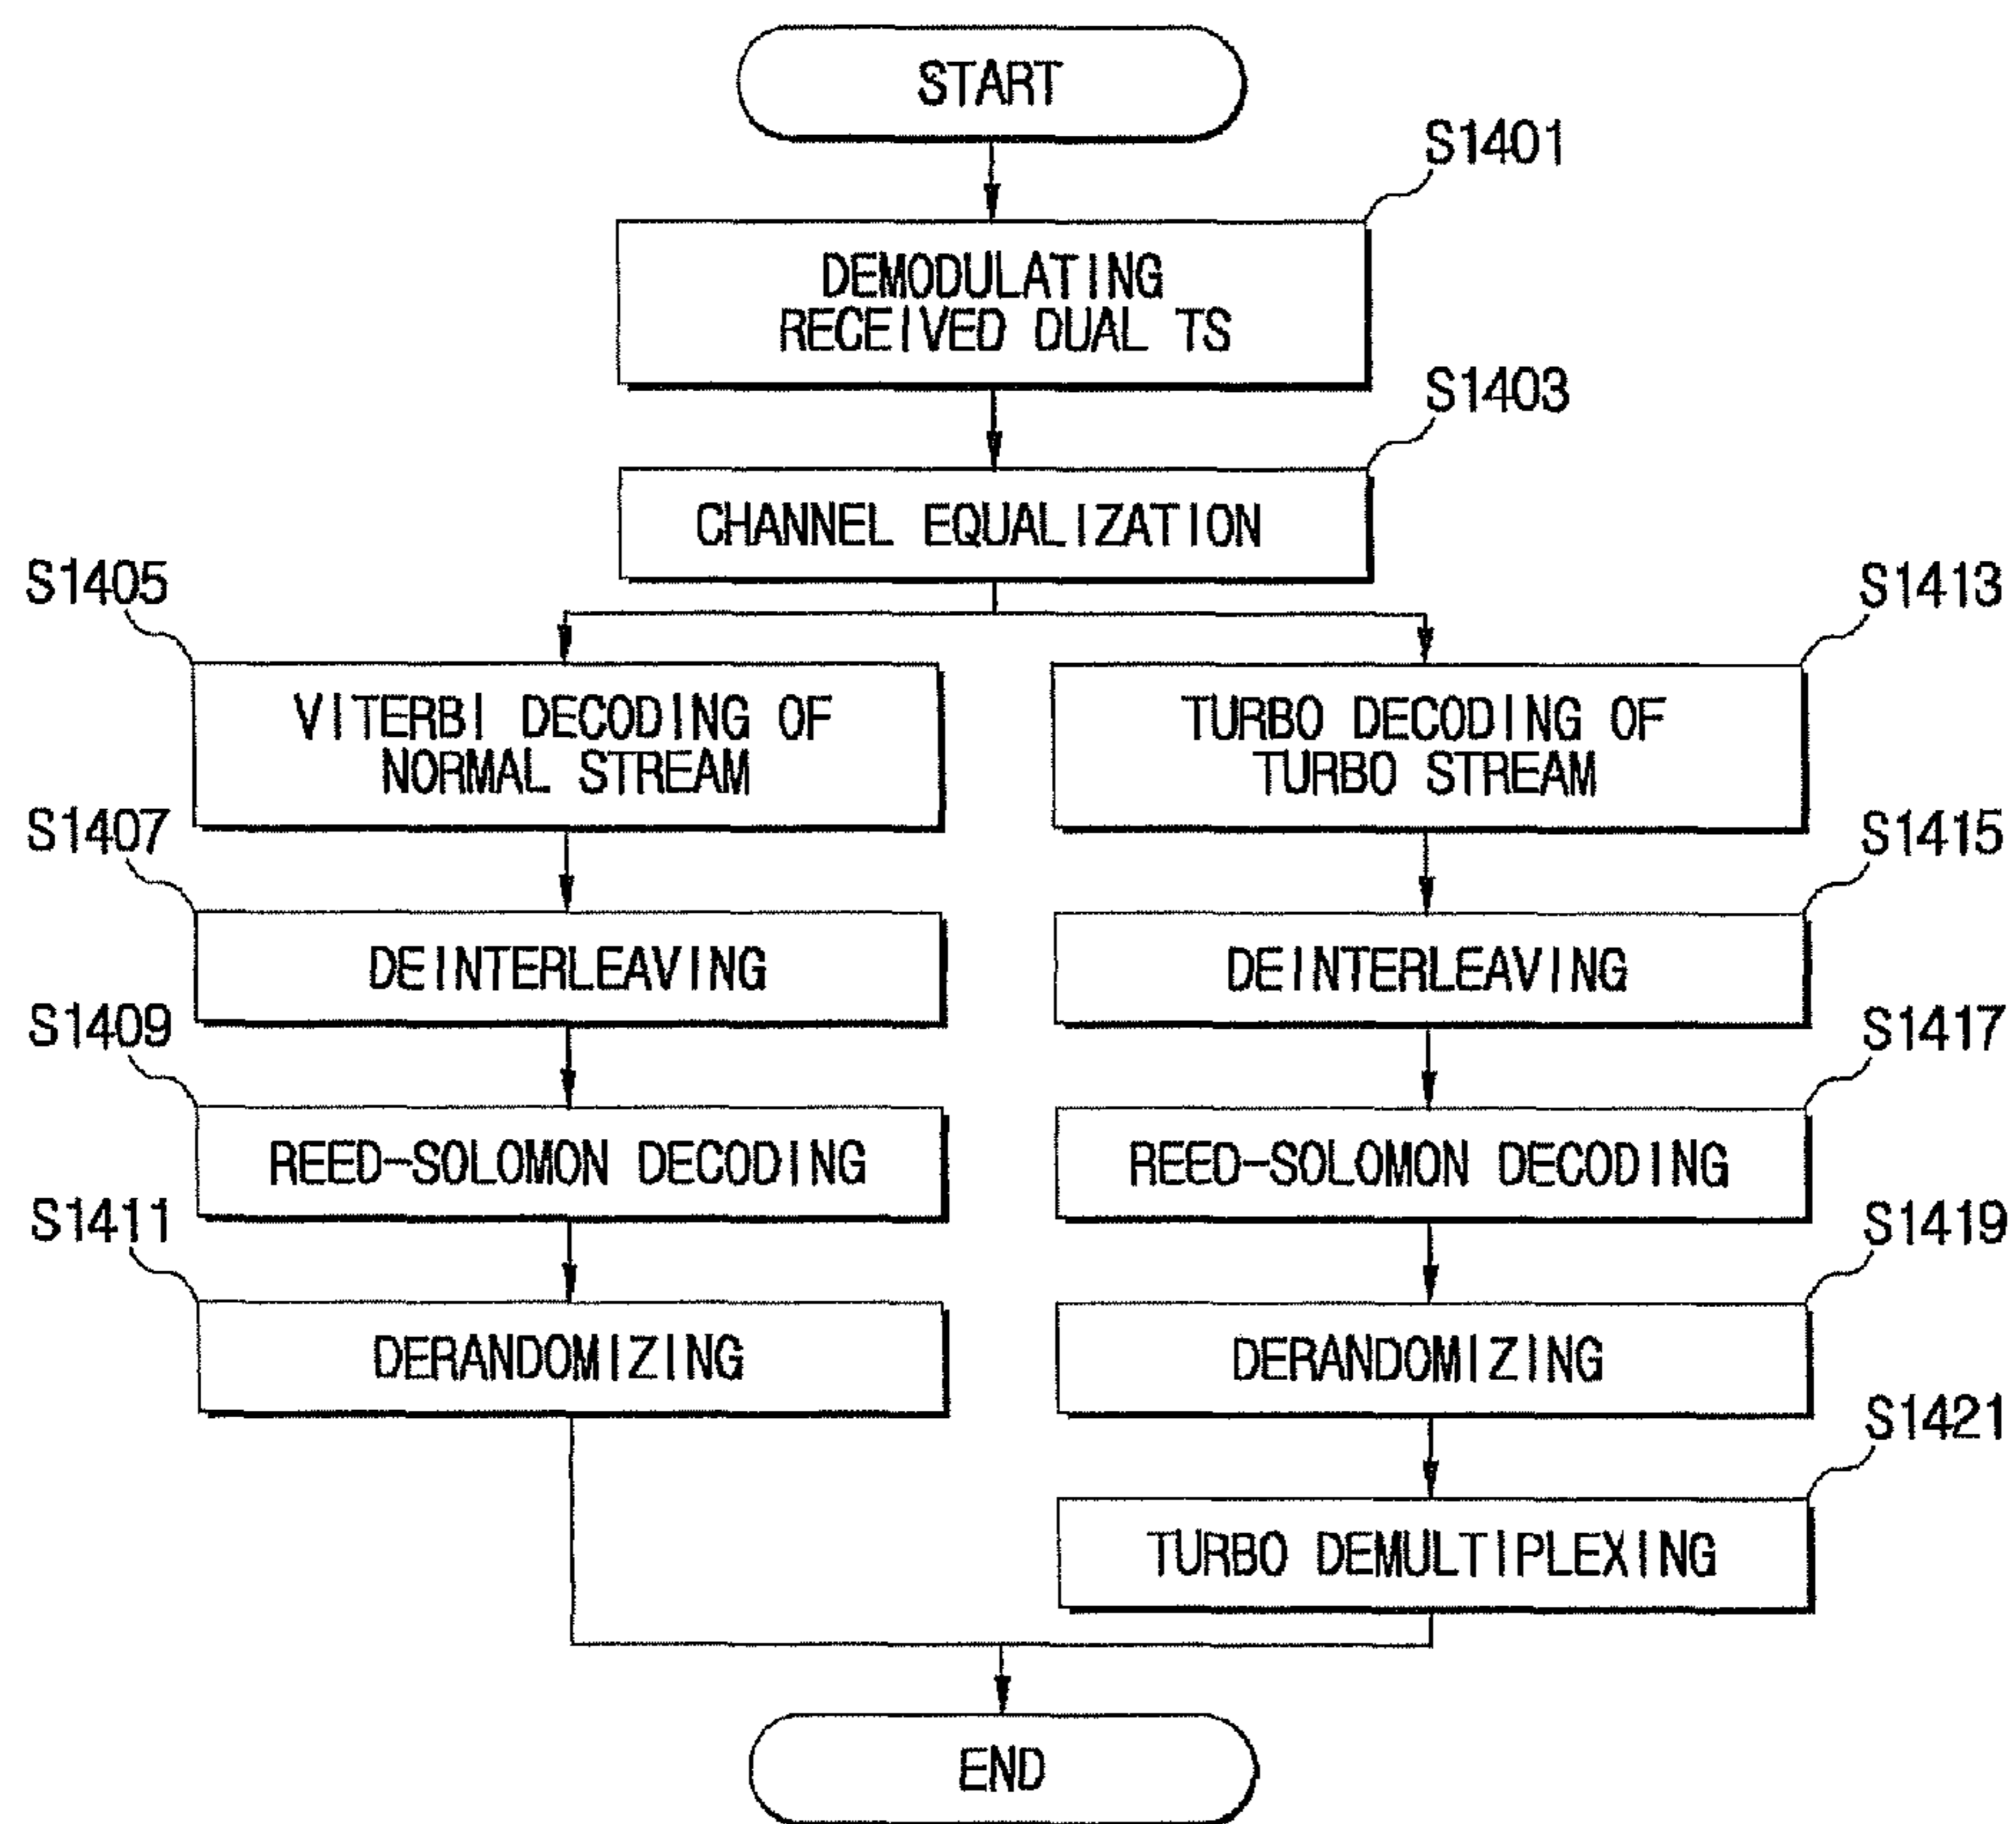 START
S1401
DEMODULATING
RECEIVED DUAL TS
S1403
CHANNEL EQUALIZATION
S1405
VITERBI DECODING OF
NORMAL STREAM
S1407
DEINTERLEAVING
S1409
REED-SOLOMON DECODING
S1411
DERANDOMIZING
S1413
TURBO DECODING OF
TURBO STREAM
S1415
DEINTERLEAVING
S1417
REED-SOLOMON DECODING
S1419
DERANDOMIZING
S1421
TURBO DEMULTIPLEXING
END